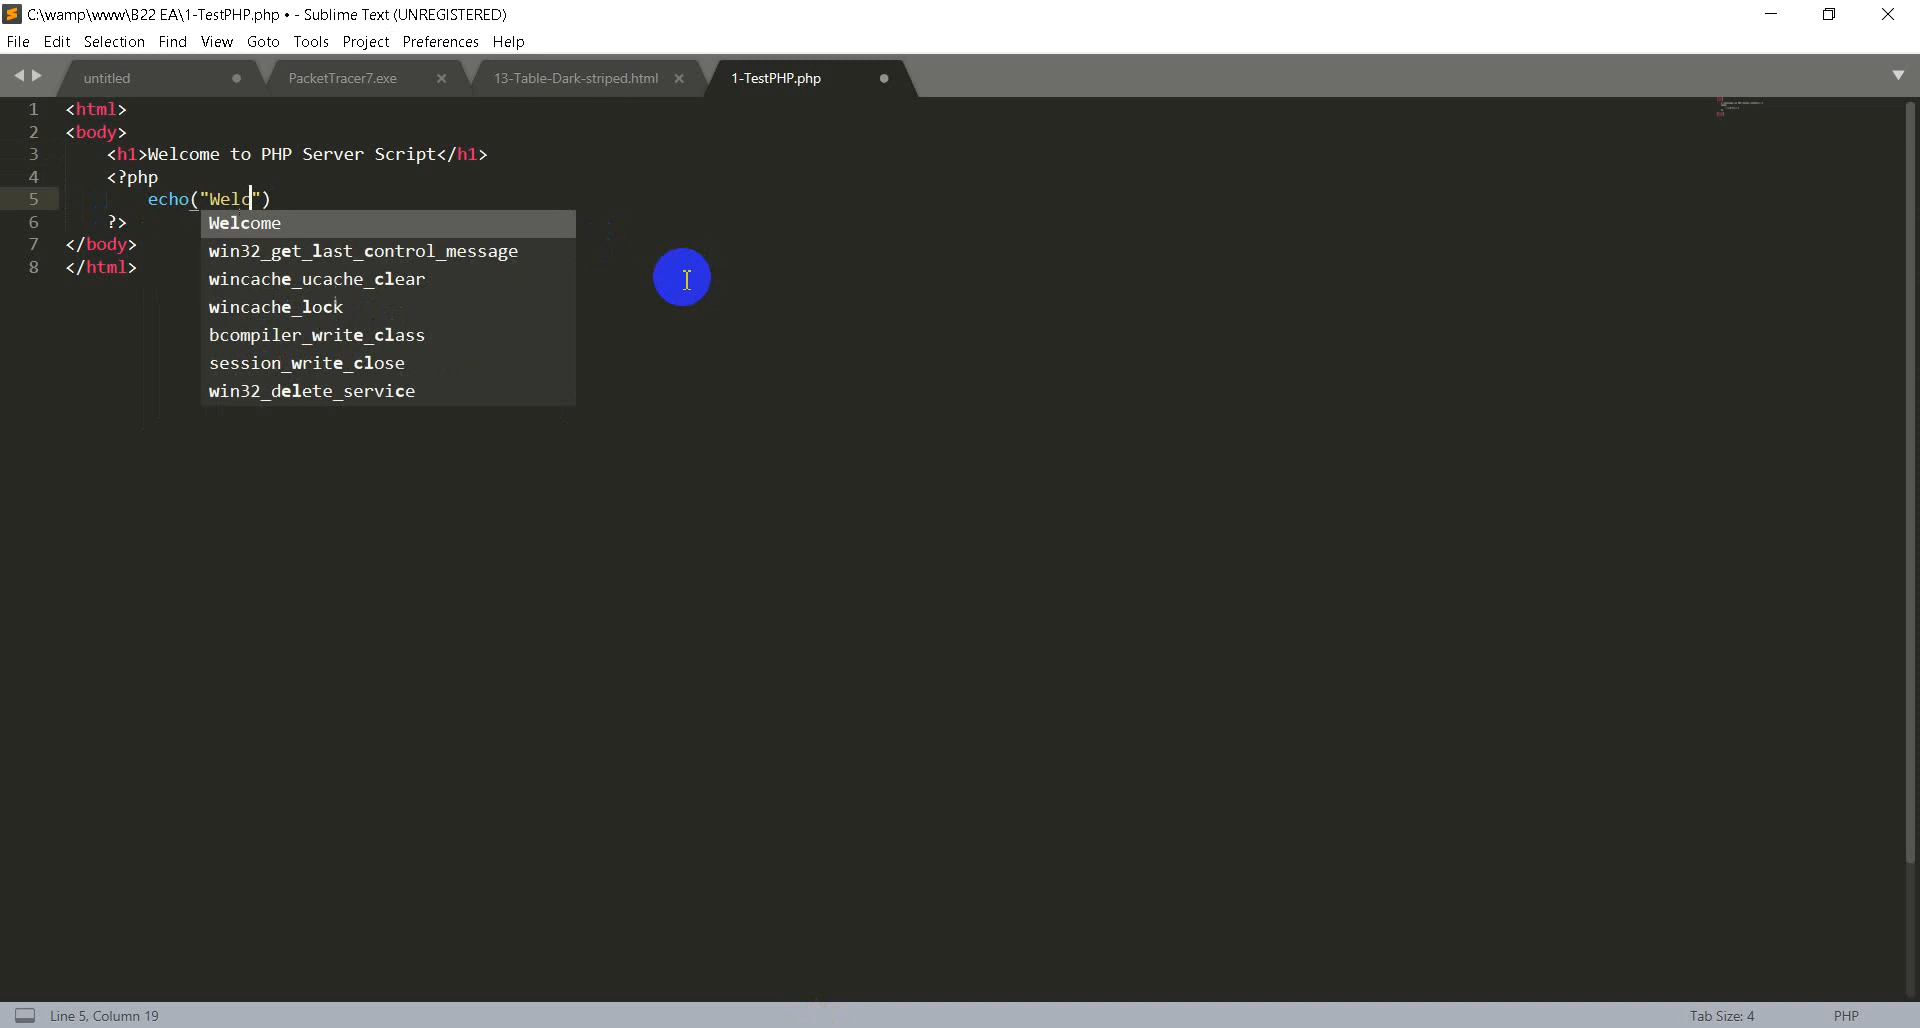 C:\wamp\www\B22 EA\1-TestPHP.php • - Sublime Text (UNREGISTERED)
File Edit Selection Find View Goto Tools Project Preferences Help
untitled PacketTracer7.exe 13-Table-Dark-striped.html 1-TestPHP.php
1 <html>
2 <body>
3 <h1>Welcome to PHP Server Script</h1>
4 <?php
5 echo("Welc")
6 ?>
7 </body>
8 </html>
Welcome
win32_get_last_control_message
wincache_ucache_clear
wincache_lock
bcompiler_write_class
session_write_close
win32_delete_service
Line 5, Column 19 Tab Size: 4 PHP